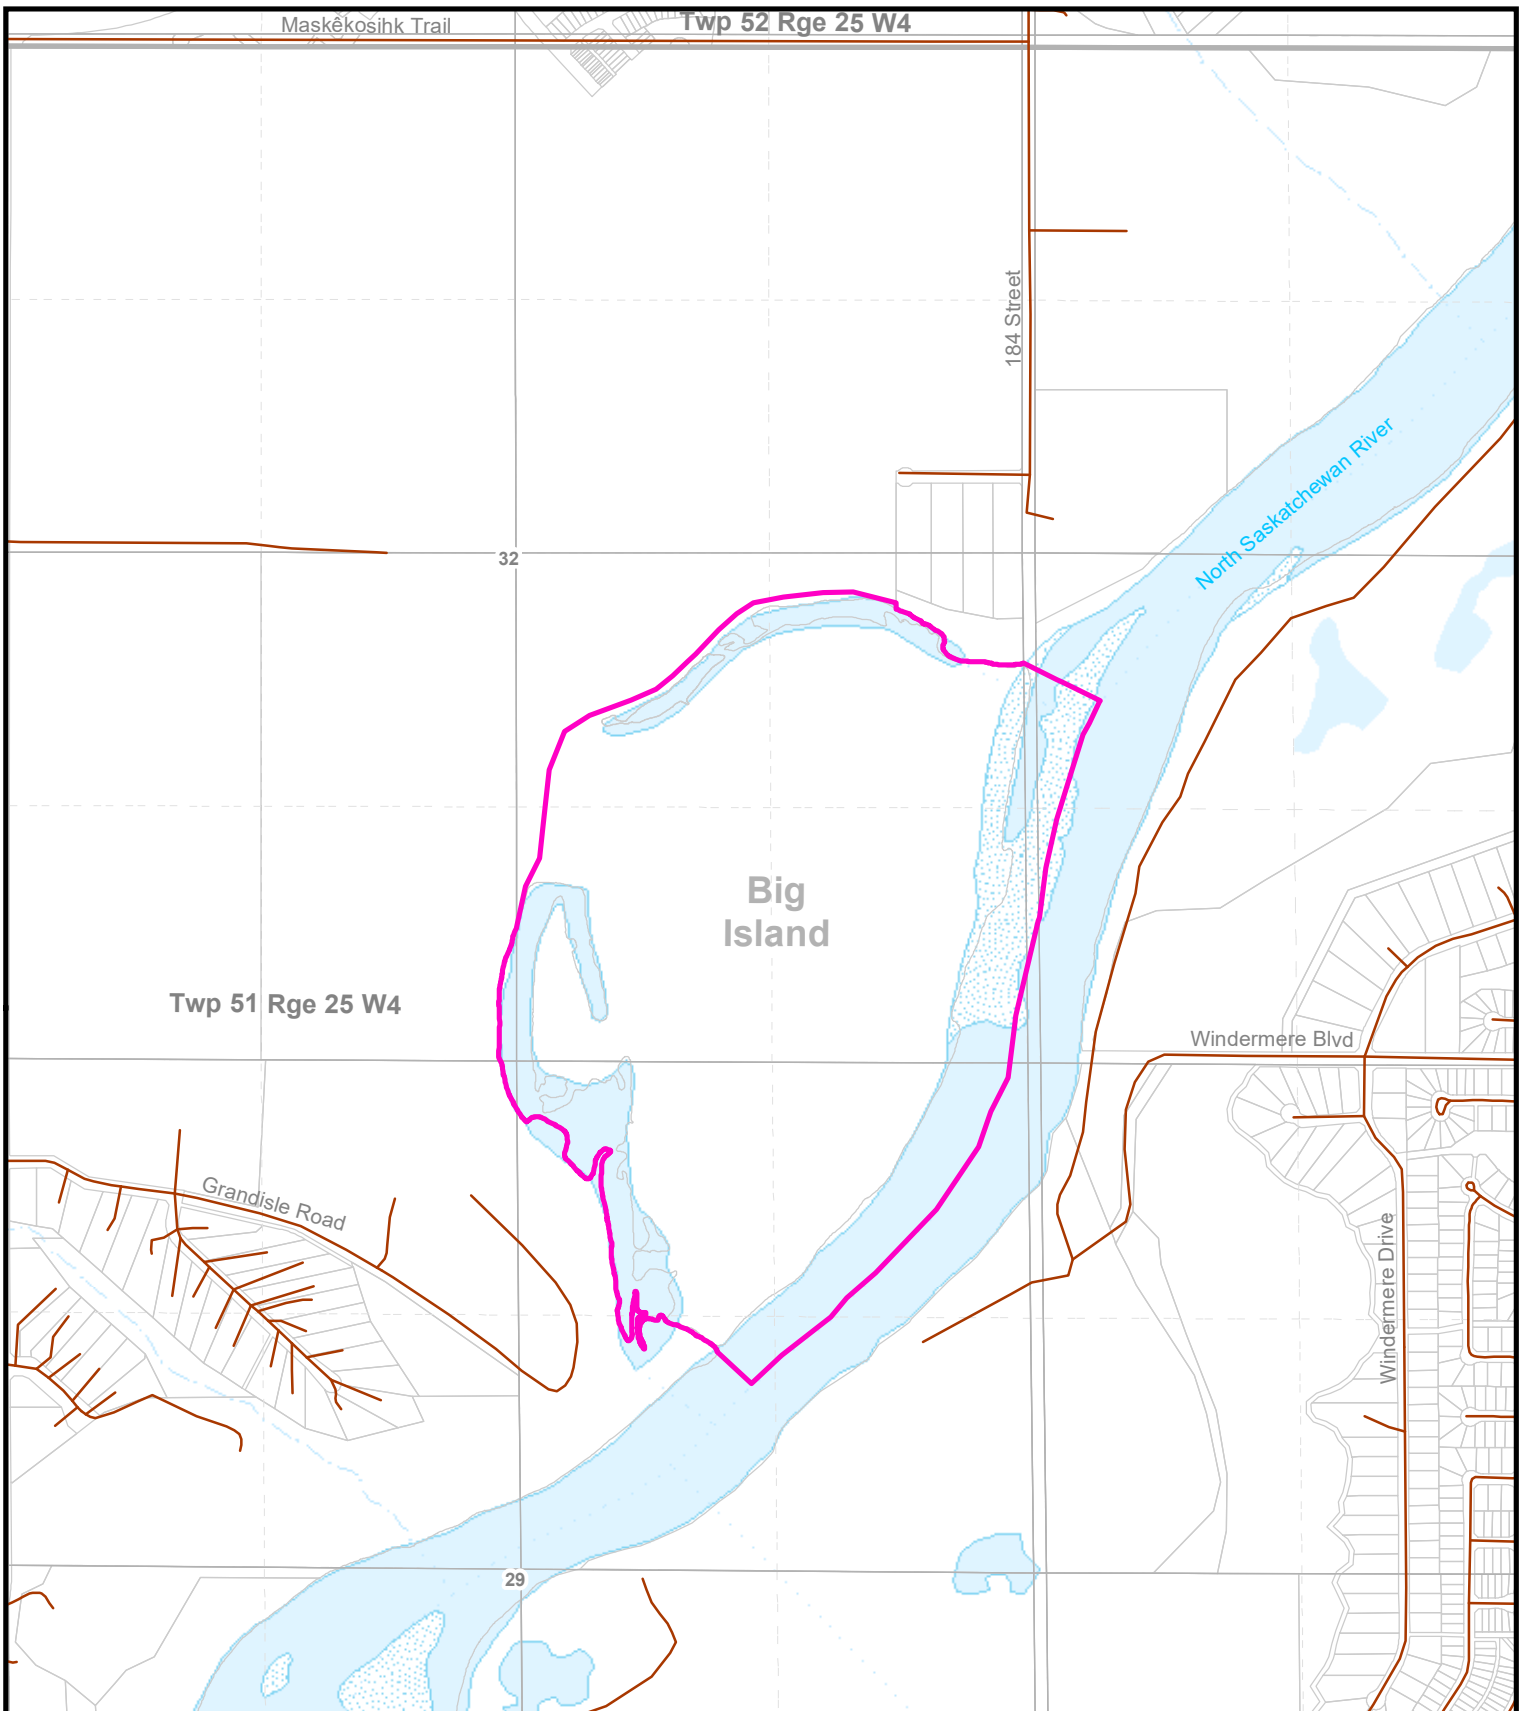 Maskêkosihk Trail
Twp 52 Rge 25 W4
184 Street
North Saskatchewan River
32
Big
Island
Twp 51 Rge 25 W4
Windermere Blvd
Grandisle Road
Windermere Drive
29